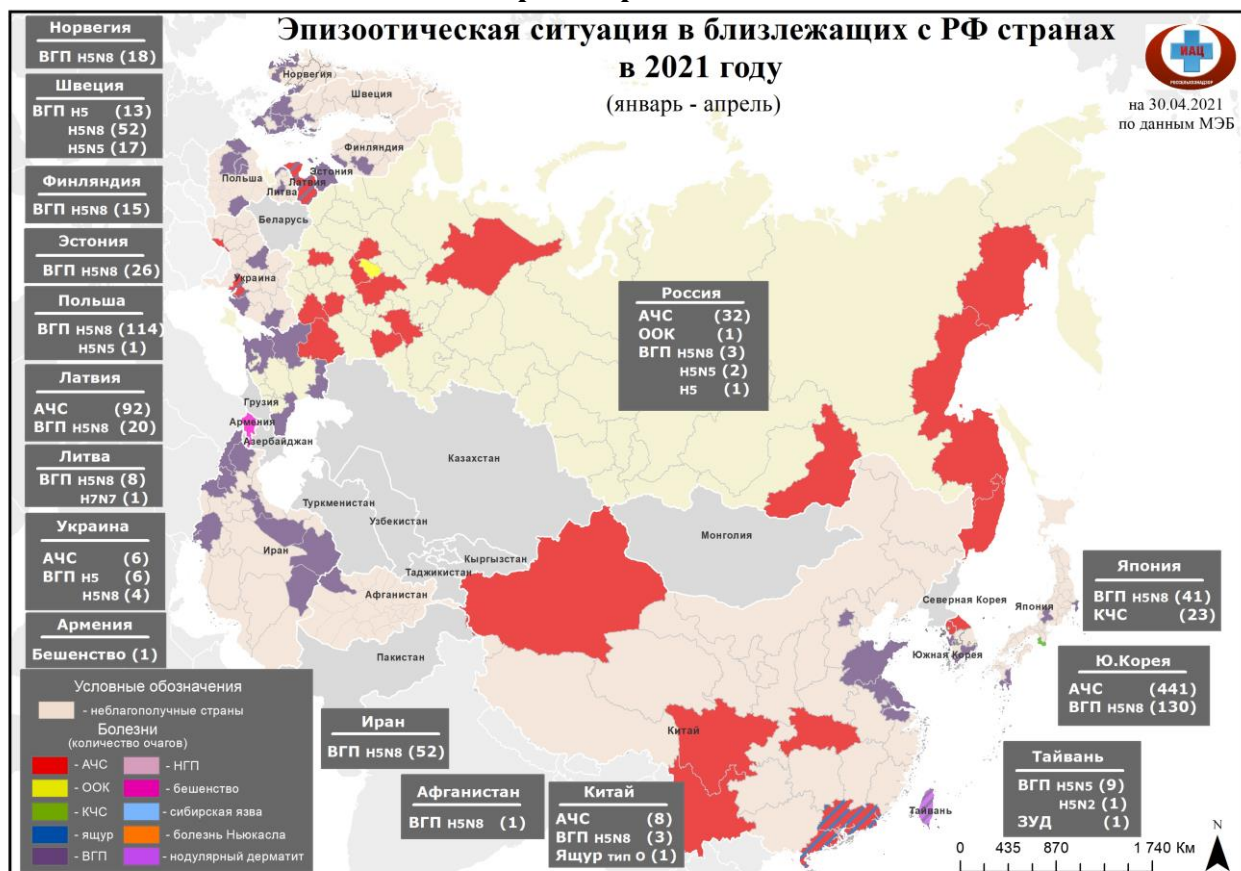 Эпизоотическая ситуация в близлежащих с РФ странах
в 2021 году
(январь - апрель)
ИАЦ
РОССЕЛЬХОЗНАДЗОР
на 30.04.2021
по данным МЭБ
Норвегия
ВГП H5N8 (18)
Швеция
ВГП H5 (13)
H5N8 (52)
H5N5 (17)
Финляндия
ВГП H5N8 (15)
Эстония
ВГП H5N8 (26)
Польша
ВГП H5N8 (114)
H5N5 (1)
Латвия
АЧС (92)
ВГП H5N8 (20)
Литва
ВГП H5N8 (8)
H7N7 (1)
Украина
АЧС (6)
ВГП H5 (6)
H5N8 (4)
Армения
Бешенство (1)
Условные обозначения
- неблагополучные страны
Болезни
(количество очагов)
- АЧС
- НГП
- ООК
- бешенство
- КЧС
- сибирская язва
- ящур
- болезнь Ньюкасла
- ВГП
- нодулярный дерматит
Норвегия
Швеция
Финляндия
Эстония
Латвия
Литва
Польша
Беларусь
Украина
Грузия
Армения
Азербайджан
Казахстан
Туркменистан
Узбекистан
Кыргызстан
Таджикистан
Иран
Афганистан
Пакистан
Монголия
Китай
Северная Корея
Южная Корея
Япония
Тайвань
Россия
АЧС (32)
ООК (1)
ВГП H5N8 (3)
H5N5 (2)
H5 (1)
Иран
ВГП H5N8 (52)
Афганистан
ВГП H5N8 (1)
Китай
АЧС (8)
ВГП H5N8 (3)
Ящур тип О (1)
Япония
ВГП H5N8 (41)
КЧС (23)
Ю.Корея
АЧС (441)
ВГП H5N8 (130)
Тайвань
ВГП H5N5 (9)
H5N2 (1)
ЗУД (1)
N
0 435 870 1 740 Км